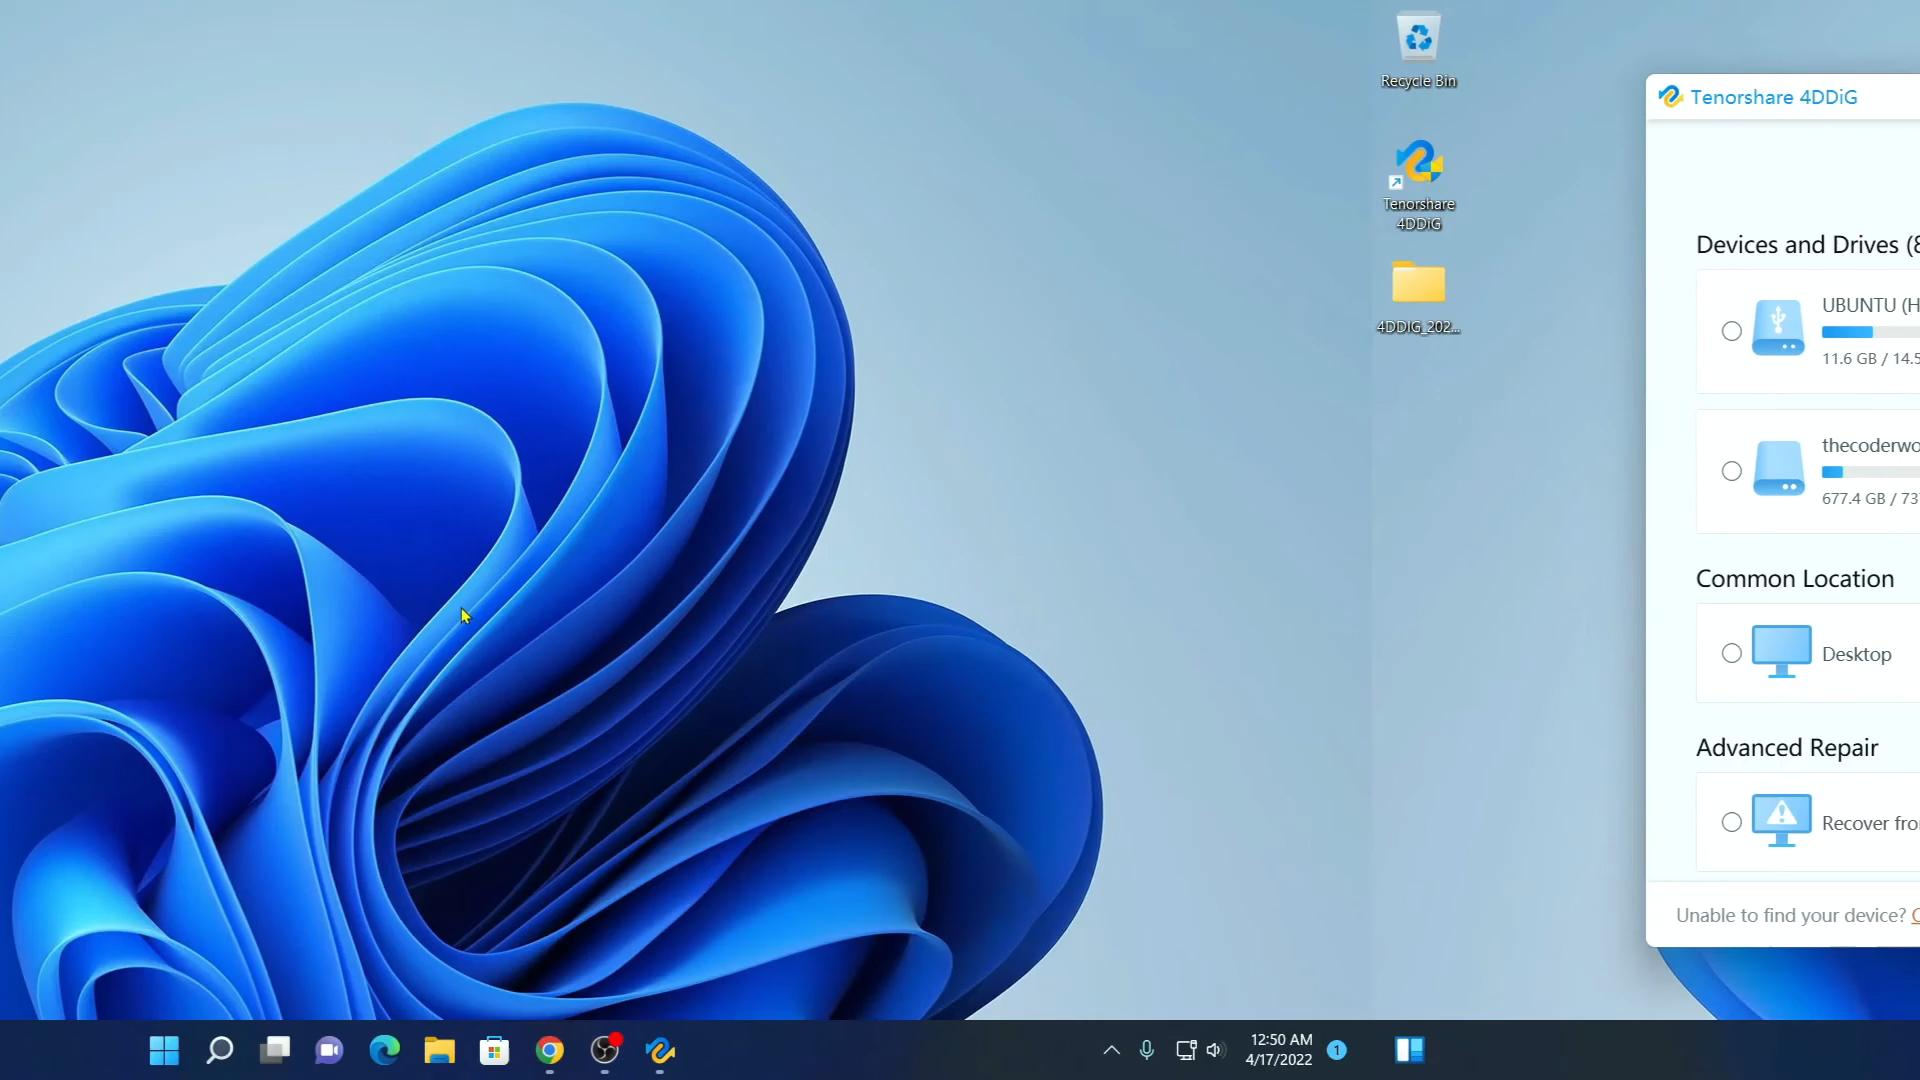 Recycle Bin
Tenorshare
4DDiG
4DDIG_202...
Tenorshare 4DDiG
Devices and Drives (8
UBUNTU (H
11.6 GB / 14.5
thecoderwo
677.4 GB / 73
Common Location
Desktop
Advanced Repair
Recover fro
Unable to find your device?
12:50 AM
4/17/2022
1